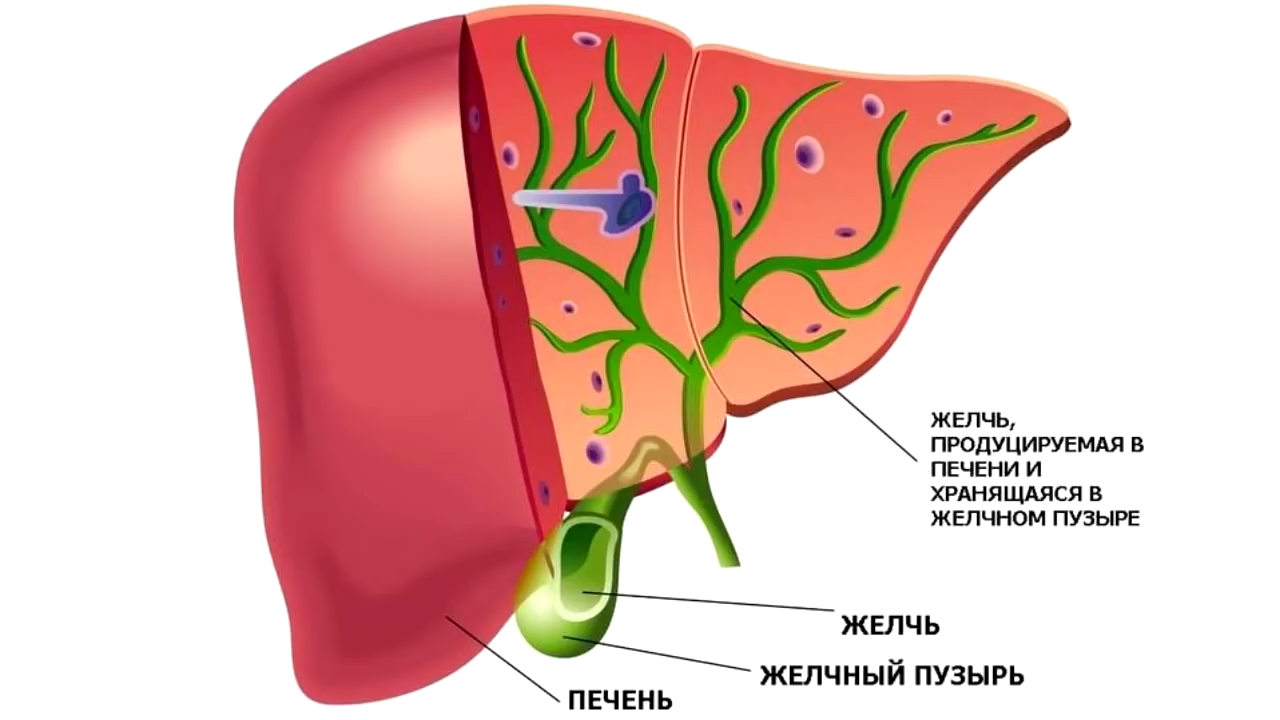 ЖЕЛЧЬ,
ПРОДУЦИРУЕМАЯ В
ПЕЧЕНИ И
ХРАНЯЩАЯСЯ В
ЖЕЛЧНОМ ПУЗЫРЕ
ЖЕЛЧЬ
ЖЕЛЧНЫЙ ПУЗЫРЬ
ПЕЧЕНЬ